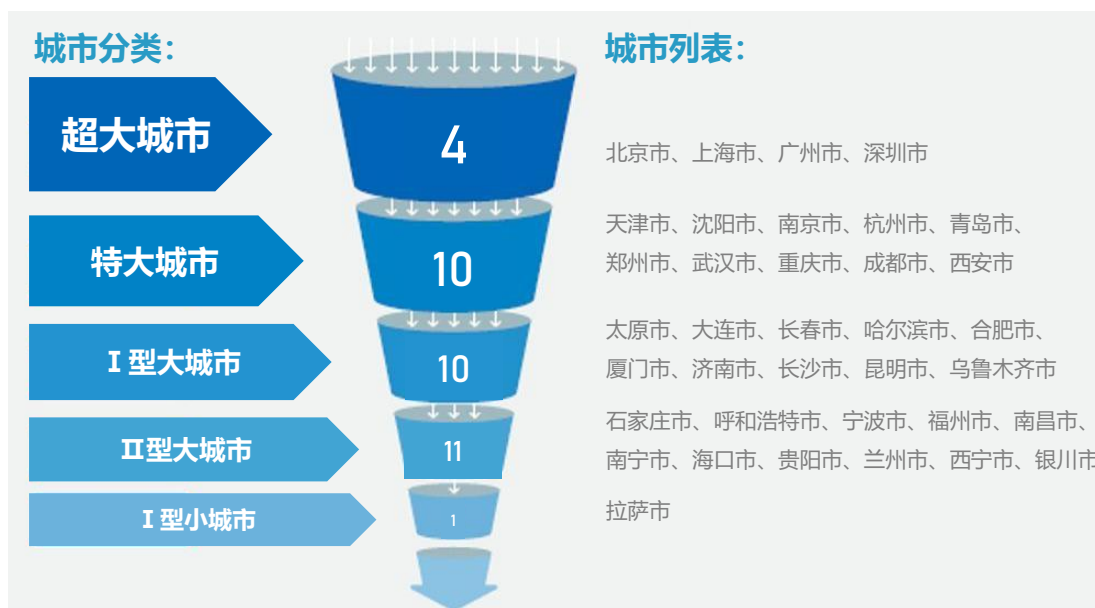 城市分类：
城市列表：
超大城市
4
北京市、上海市、广州市、深圳市
特大城市
10
天津市、沈阳市、南京市、杭州市、青岛市、
郑州市、武汉市、重庆市、成都市、西安市
I 型大城市
10
太原市、大连市、长春市、哈尔滨市、合肥市、
厦门市、济南市、长沙市、昆明市、乌鲁木齐市
II型大城市
11
石家庄市、呼和浩特市、宁波市、福州市、南昌市、
南宁市、海口市、贵阳市、兰州市、西宁市、银川市
I 型小城市
1
拉萨市